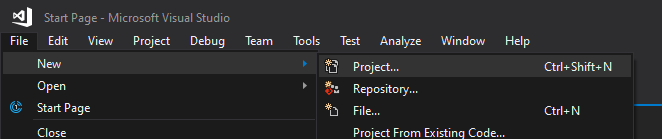 Start Page - Microsoft Visual Studio
File Edit View Project Debug Team Tools Test Analyze Window Help
New
Project... Ctrl+Shift+N
Open
Repository...
Start Page
File... Ctrl+N
Close
Project From Existing Code...